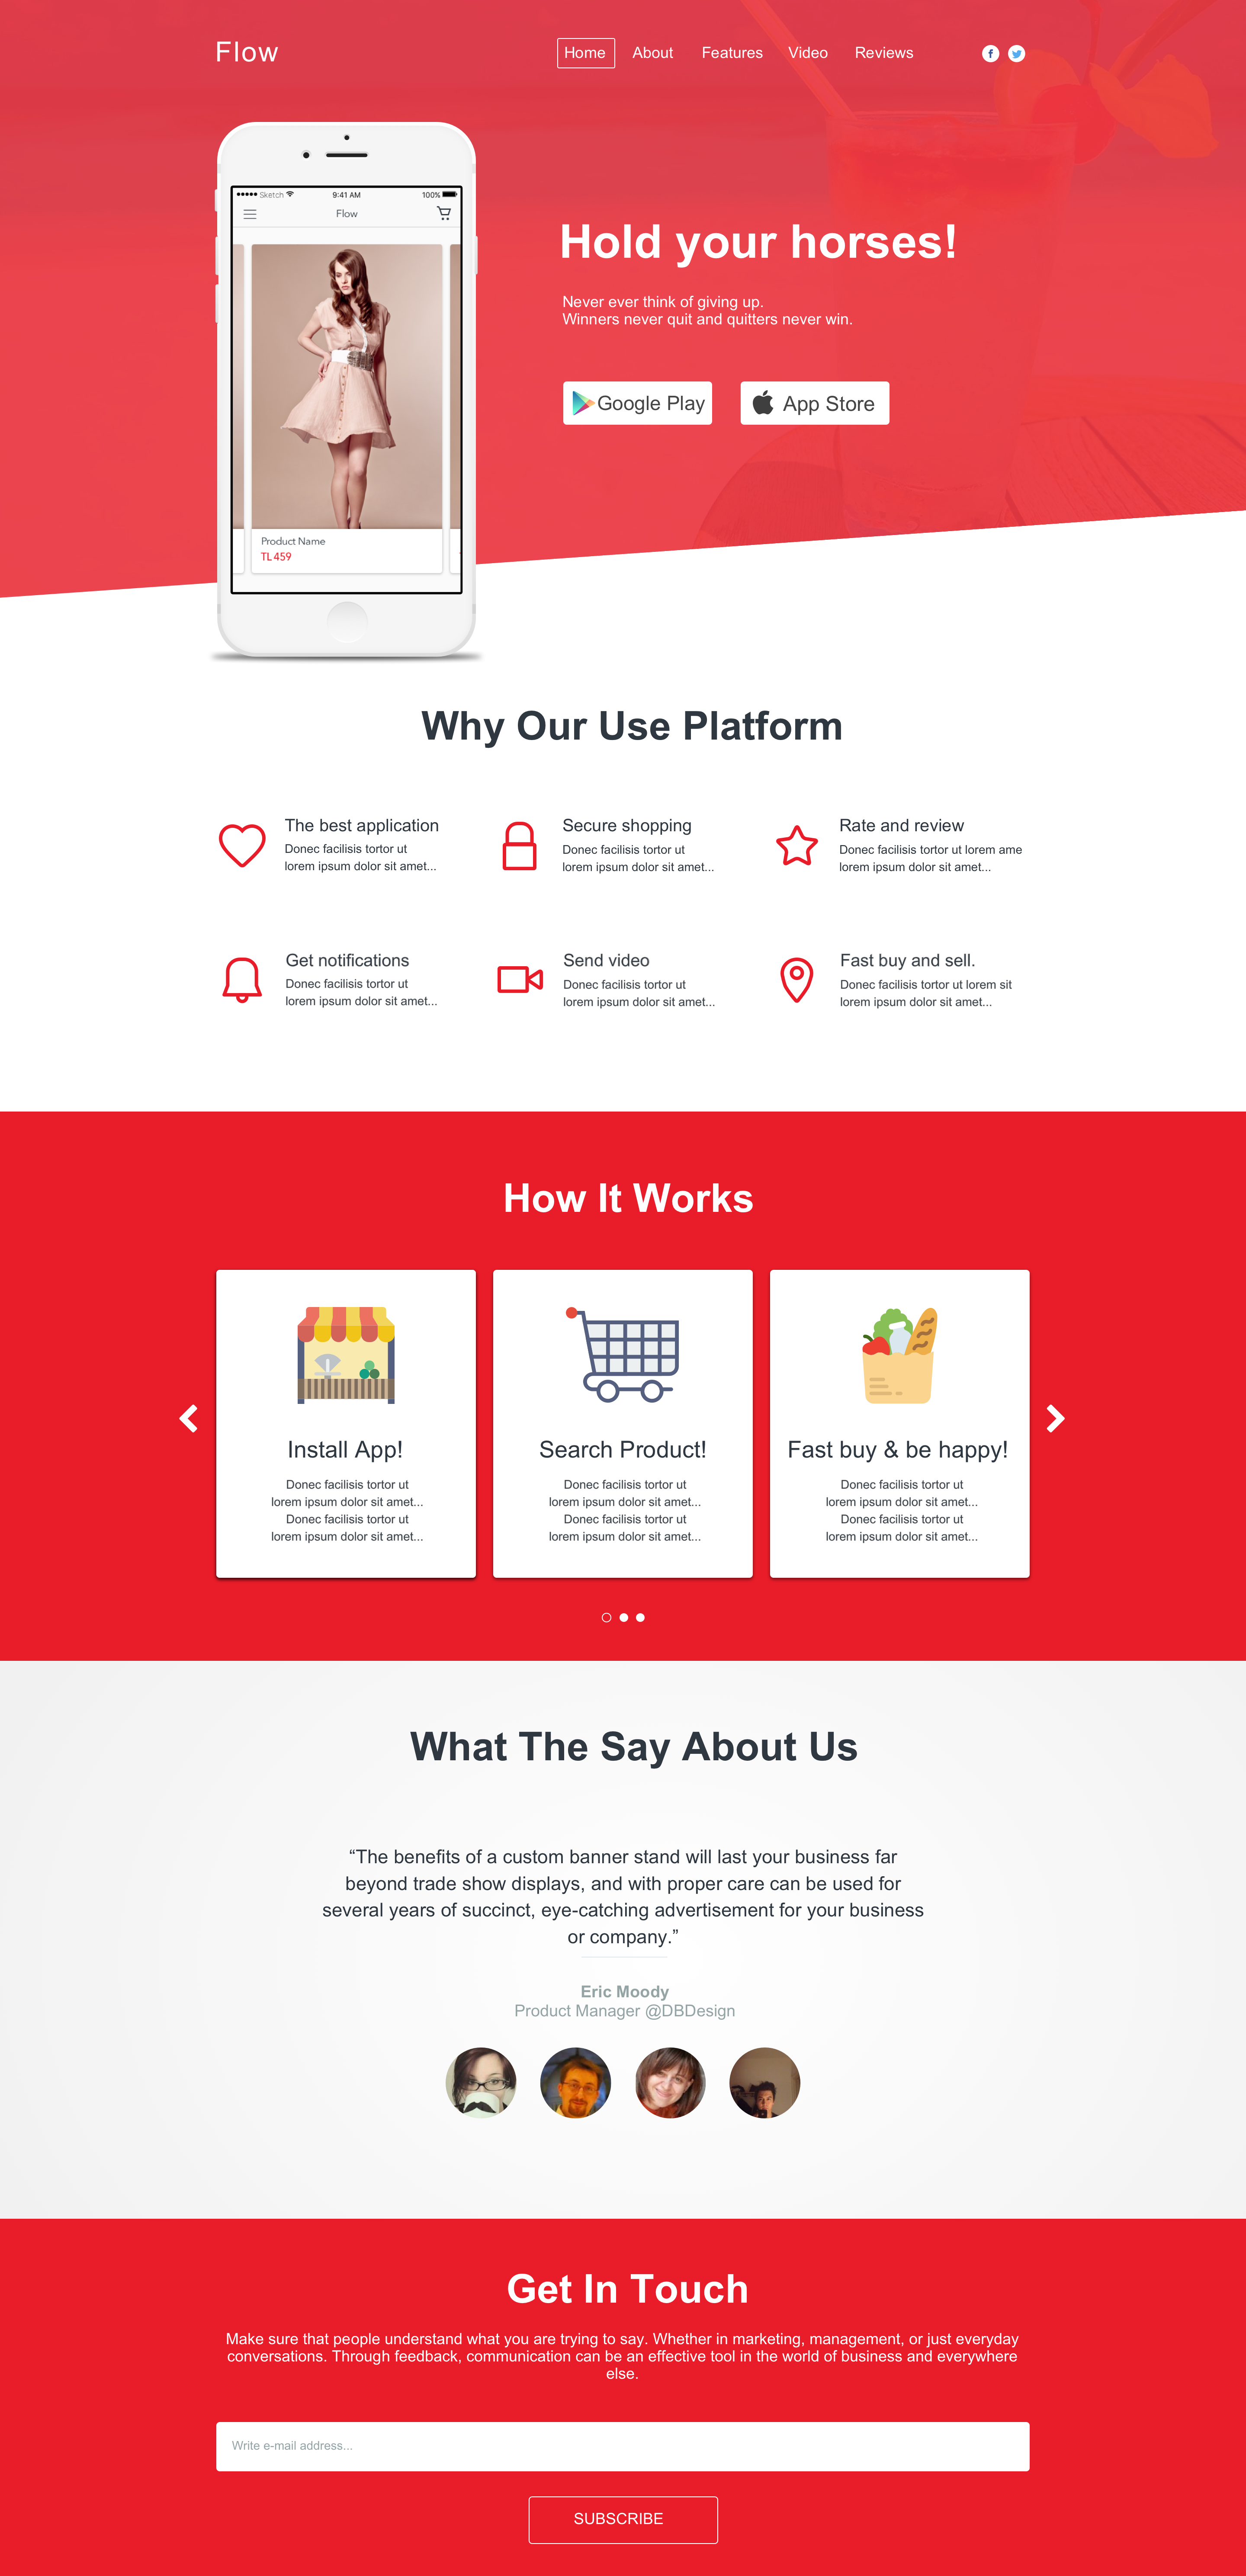 Flow
Home About Features Video Reviews
Sketch 9:41 AM 100%
Flow
Product Name
TL 459
Hold your horses!
Never ever think of giving up.
Winners never quit and quitters never win.
Google Play
App Store
Why Our Use Platform
The best application
Donec facilisis tortor ut
lorem ipsum dolor sit amet...
Secure shopping
Donec facilisis tortor ut
lorem ipsum dolor sit amet...
Rate and review
Donec facilisis tortor ut lorem ame
lorem ipsum dolor sit amet...
Get notifications
Donec facilisis tortor ut
lorem ipsum dolor sit amet...
Send video
Donec facilisis tortor ut
lorem ipsum dolor sit amet...
Fast buy and sell.
Donec facilisis tortor ut lorem sit
lorem ipsum dolor sit amet...
How It Works
Install App!
Donec facilisis tortor ut
lorem ipsum dolor sit amet...
Donec facilisis tortor ut
lorem ipsum dolor sit amet...
Search Product!
Donec facilisis tortor ut
lorem ipsum dolor sit amet...
Donec facilisis tortor ut
lorem ipsum dolor sit amet...
Fast buy & be happy!
Donec facilisis tortor ut
lorem ipsum dolor sit amet...
Donec facilisis tortor ut
lorem ipsum dolor sit amet...
What The Say About Us
“The benefits of a custom banner stand will last your business far
beyond trade show displays, and with proper care can be used for
several years of succinct, eye-catching advertisement for your business
or company.”
Eric Moody
Product Manager @DBDesign
Get In Touch
Make sure that people understand what you are trying to say. Whether in marketing, management, or just everyday
conversations. Through feedback, communication can be an effective tool in the world of business and everywhere
else.
Write e-mail address...
SUBSCRIBE